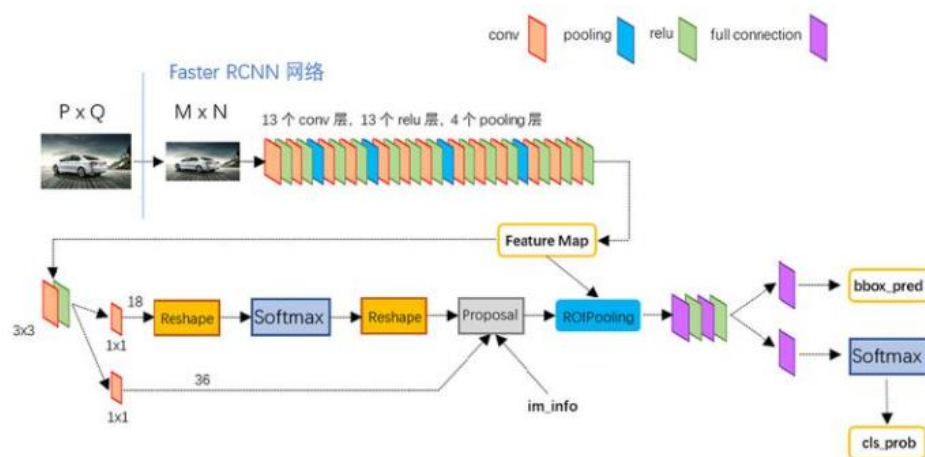 conv pooling relu full connection
Faster RCNN 网络
P x Q
M x N
13 个 conv 层, 13 个 relu 层, 4 个 pooling 层
Feature Map
3x3
18
1x1
Reshape
Softmax
Reshape
Proposal
ROIPooling
bbox_pred
Softmax
36
1x1
im_info
cls_prob